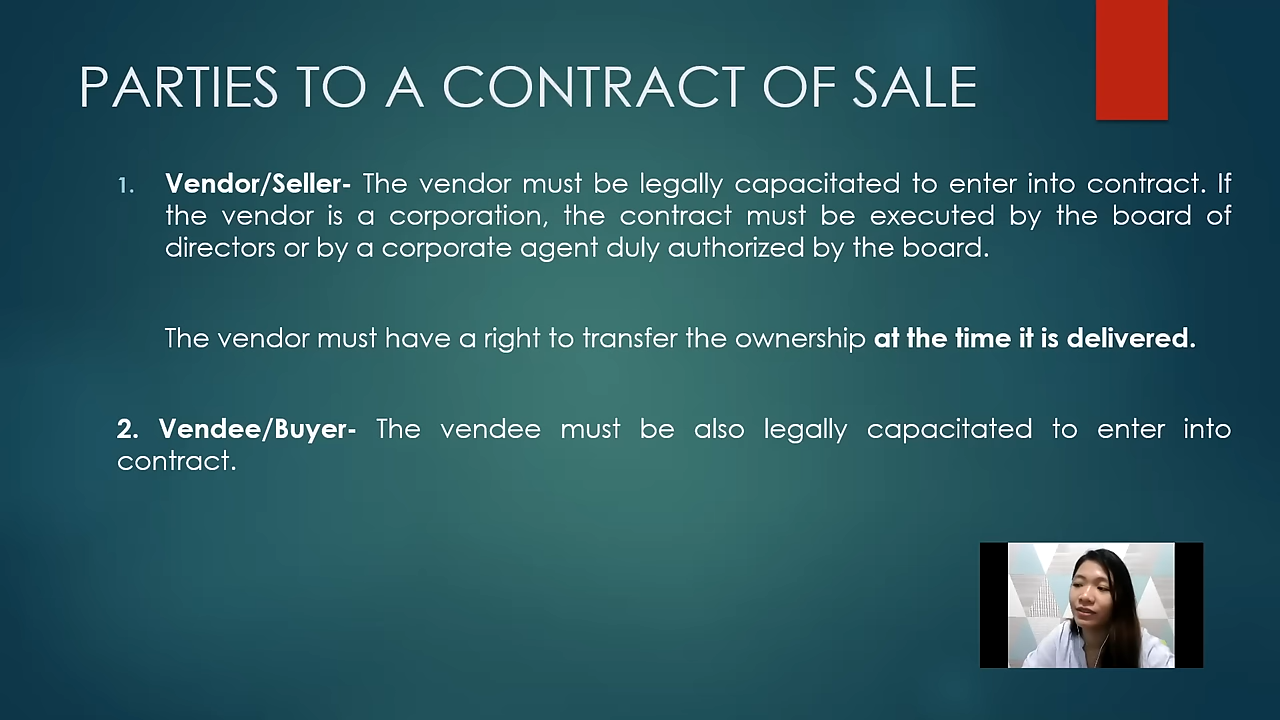 PARTIES TO A CONTRACT OF SALE
1. Vendor/Seller- The vendor must be legally capacitated to enter into contract. If
the vendor is a corporation, the contract must be executed by the board of
directors or by a corporate agent duly authorized by the board.
The vendor must have a right to transfer the ownership at the time it is delivered.
2. Vendee/Buyer- The vendee must be also legally capacitated to enter into
contract.